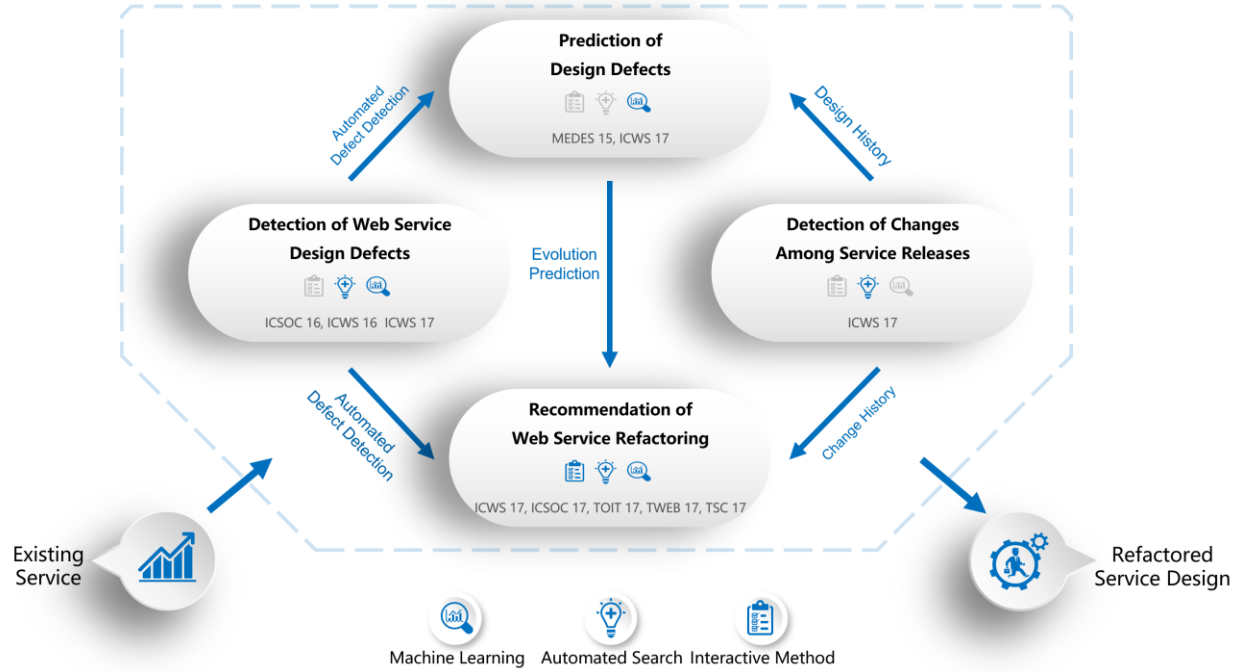 Prediction of
Design Defects
MEDES 15, ICWS 17
Automated
Defect Detection
Design History
Detection of Web Service
Design Defects
ICSOC 16, ICWS 16  ICWS 17
Evolution
Prediction
Detection of Changes
Among Service Releases
ICWS 17
Automated
Defect Detection
Recommendation of
Web Service Refactoring
ICWS 17, ICSOC 17, TOIT 17, TWEB 17, TSC 17
Change History
Existing
Service
Refactored
Service Design
Machine Learning
Automated Search
Interactive Method